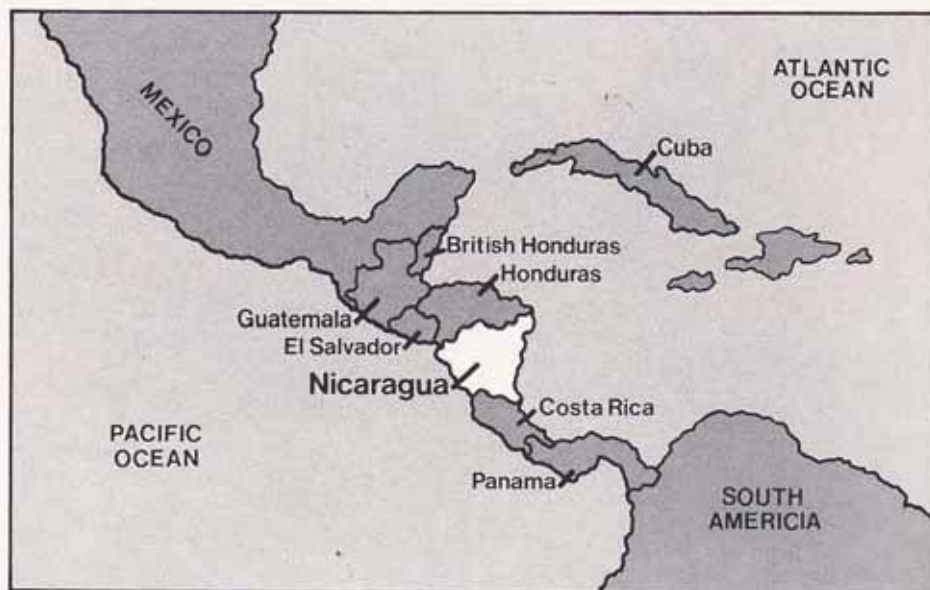 ATLANTIC
OCEAN
MEXICO
Cuba
British Honduras
Honduras
Guatemala
El Salvador
Nicaragua
Costa Rica
PACIFIC
OCEAN
Panama
SOUTH
AMERICIA